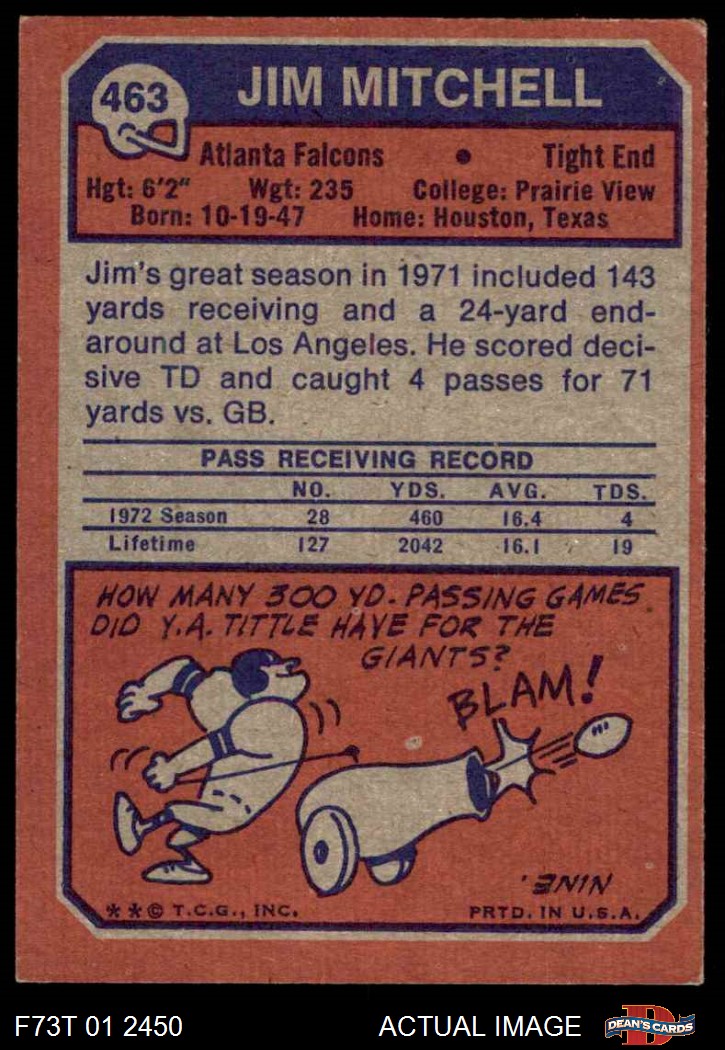 463
JIM MITCHELL
Atlanta Falcons • Tight End
Hgt: 6'2" Wgt: 235 College: Prairie View
Born: 10-19-47 Home: Houston, Texas
Jim's great season in 1971 included 143
yards receiving and a 24-yard end-
around at Los Angeles. He scored deci-
sive TD and caught 4 passes for 71
yards vs. GB.
PASS RECEIVING RECORD
NO. YDS. AVG. TDS.
1972 Season 28 460 16.4 4
Lifetime 127 2042 16.1 19
HOW MANY 300 YD. PASSING GAMES
DID Y.A. TITTLE HAVE FOR THE
GIANTS?
BLAM!
NINE.
* * © T.C.G., INC. PRTD. IN U.S.A.
F73T 01 2450 ACTUAL IMAGE
D
DEAN'S CARDS